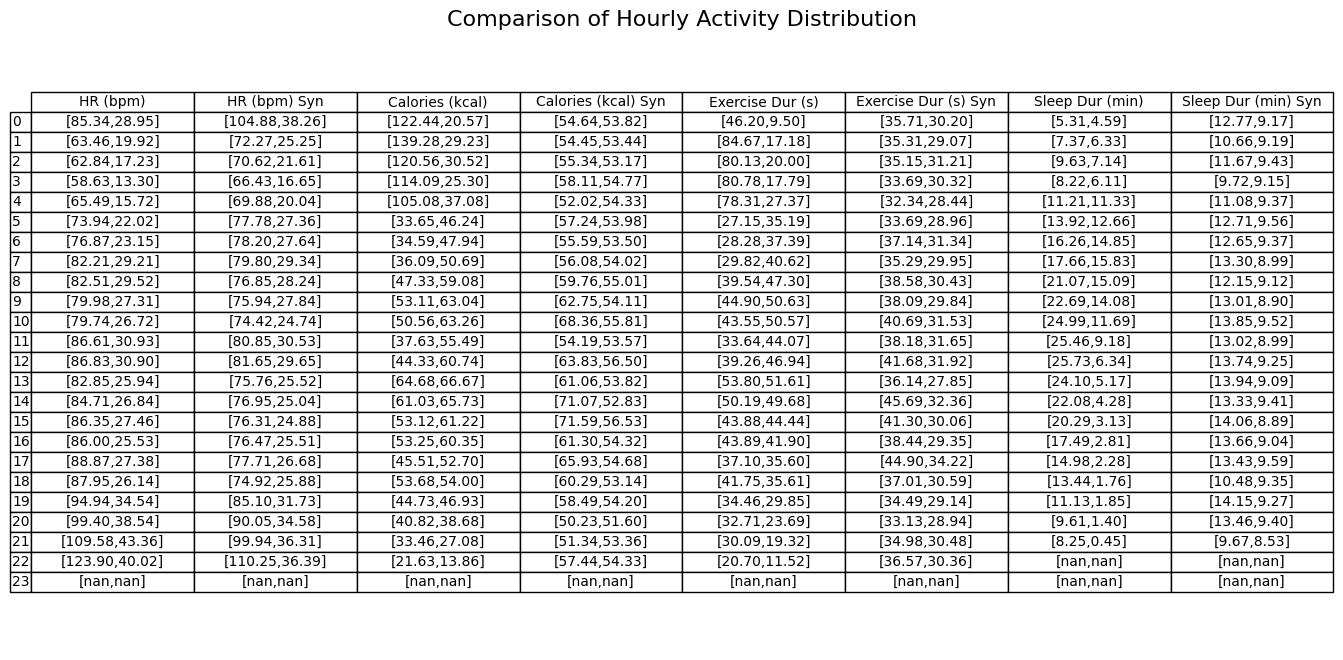 Comparison of Hourly Activity Distribution
HR (bpm) HR (bpm) Syn Calories (kcal) Calories (kcal) Syn Exercise Dur (s) Exercise Dur (s) Syn Sleep Dur (min) Sleep Dur (min) Syn
0 [85.34,28.95] [104.88,38.26] [122.44,20.57] [54.64,53.82] [46.20,9.50] [35.71,30.20] [5.31,4.59] [12.77,9.17]
1 [63.46,19.92] [72.27,25.25] [139.28,29.23] [54.45,53.44] [84.67,17.18] [35.31,29.07] [7.37,6.33] [10.66,9.19]
2 [62.84,17.23] [70.62,21.61] [120.56,30.52] [55.34,53.17] [80.13,20.00] [35.15,31.21] [9.63,7.14] [11.67,9.43]
3 [58.63,13.30] [66.43,16.65] [114.09,25.30] [58.11,54.77] [80.78,17.79] [33.69,30.32] [8.22,6.11] [9.72,9.15]
4 [65.49,15.72] [69.88,20.04] [105.08,37.08] [52.02,54.33] [78.31,27.37] [32.34,28.44] [11.21,11.33] [11.08,9.37]
5 [73.94,22.02] [77.78,27.36] [33.65,46.24] [57.24,53.98] [27.15,35.19] [33.69,28.96] [13.92,12.66] [12.71,9.56]
6 [76.87,23.15] [78.20,27.64] [34.59,47.94] [55.59,53.50] [28.28,37.39] [37.14,31.34] [16.26,14.85] [12.65,9.37]
7 [82.21,29.21] [79.80,29.34] [36.09,50.69] [56.08,54.02] [29.82,40.62] [35.29,29.95] [17.66,15.83] [13.30,8.99]
8 [82.51,29.52] [76.85,28.24] [47.33,59.08] [59.76,55.01] [39.54,47.30] [38.58,30.43] [21.07,15.09] [12.15,9.12]
9 [79.98,27.31] [75.94,27.84] [53.11,63.04] [62.75,54.11] [44.90,50.63] [38.09,29.84] [22.69,14.08] [13.01,8.90]
10 [79.74,26.72] [74.42,24.74] [50.56,63.26] [68.36,55.81] [43.55,50.57] [40.69,31.53] [24.99,11.69] [13.85,9.52]
11 [86.61,30.93] [80.85,30.53] [37.63,55.49] [54.19,53.57] [33.64,44.07] [38.18,31.65] [25.46,9.18] [13.02,8.99]
12 [86.83,30.90] [81.65,29.65] [44.33,60.74] [63.83,56.50] [39.26,46.94] [41.68,31.92] [25.73,6.34] [13.74,9.25]
13 [82.85,25.94] [75.76,25.52] [64.68,66.67] [61.06,53.82] [53.80,51.61] [36.14,27.85] [24.10,5.17] [13.94,9.09]
14 [84.71,26.84] [76.95,25.04] [61.03,65.73] [71.07,52.83] [50.19,49.68] [45.69,32.36] [22.08,4.28] [13.33,9.41]
15 [86.35,27.46] [76.31,24.88] [53.12,61.22] [71.59,56.53] [43.88,44.44] [41.30,30.06] [20.29,3.13] [14.06,8.89]
16 [86.00,25.53] [76.47,25.51] [53.25,60.35] [61.30,54.32] [43.89,41.90] [38.44,29.35] [17.49,2.81] [13.66,9.04]
17 [88.87,27.38] [77.71,26.68] [45.51,52.70] [65.93,54.68] [37.10,35.60] [44.90,34.22] [14.98,2.28] [13.43,9.59]
18 [87.95,26.14] [74.92,25.88] [53.68,54.00] [60.29,53.14] [41.75,35.61] [37.01,30.59] [13.44,1.76] [10.48,9.35]
19 [94.94,34.54] [85.10,31.73] [44.73,46.93] [58.49,54.20] [34.46,29.85] [34.49,29.14] [11.13,1.85] [14.15,9.27]
20 [99.40,38.54] [90.05,34.58] [40.82,38.68] [50.23,51.60] [32.71,23.69] [33.13,28.94] [9.61,1.40] [13.46,9.40]
21 [109.58,43.36] [99.94,36.31] [33.46,27.08] [51.34,53.36] [30.09,19.32] [34.98,30.48] [8.25,0.45] [9.67,8.53]
22 [123.90,40.02] [110.25,36.39] [21.63,13.86] [57.44,54.33] [20.70,11.52] [36.57,30.36] [nan,nan] [nan,nan]
23 [nan,nan] [nan,nan] [nan,nan] [nan,nan] [nan,nan] [nan,nan] [nan,nan] [nan,nan]